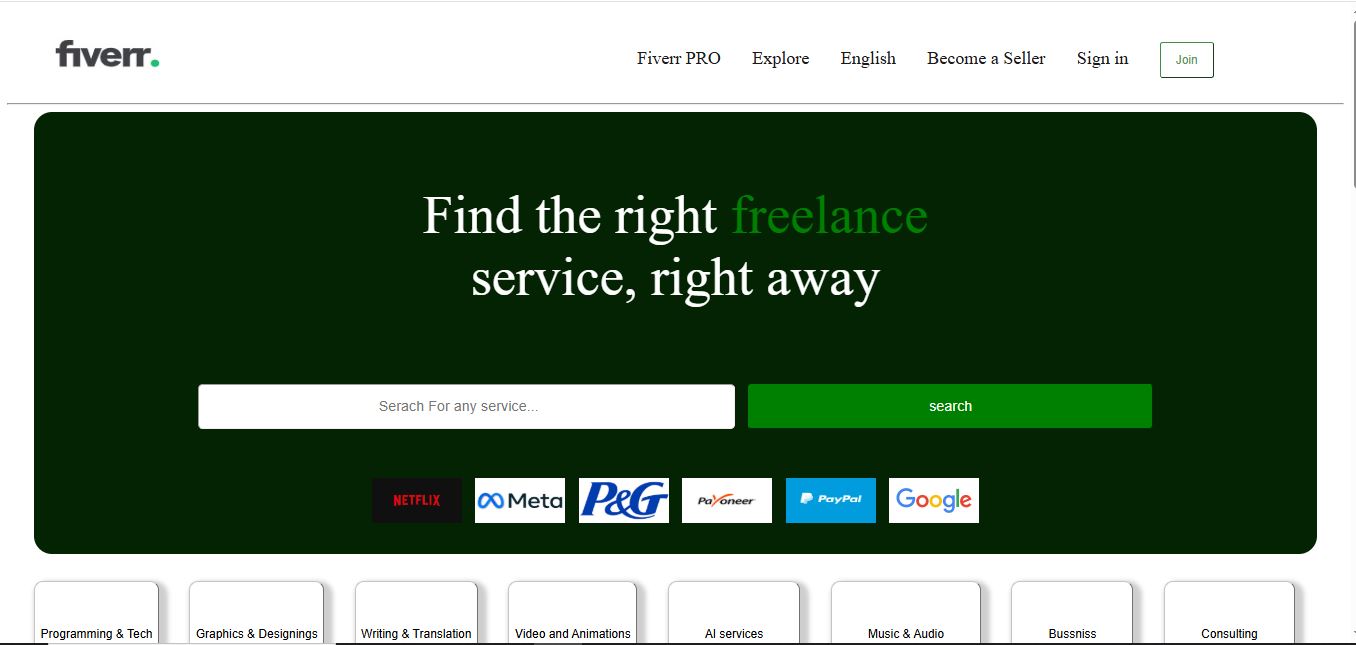 fiverr.
Fiverr PRO Explore English Become a Seller Sign in Join
Find the right freelance
service, right away
Serach For any service... search
NETFLIX Meta P&G Payoneer PayPal Google
Programming & Tech Graphics & Designings Writing & Translation Video and Animations AI services Music & Audio Bussniss Consulting